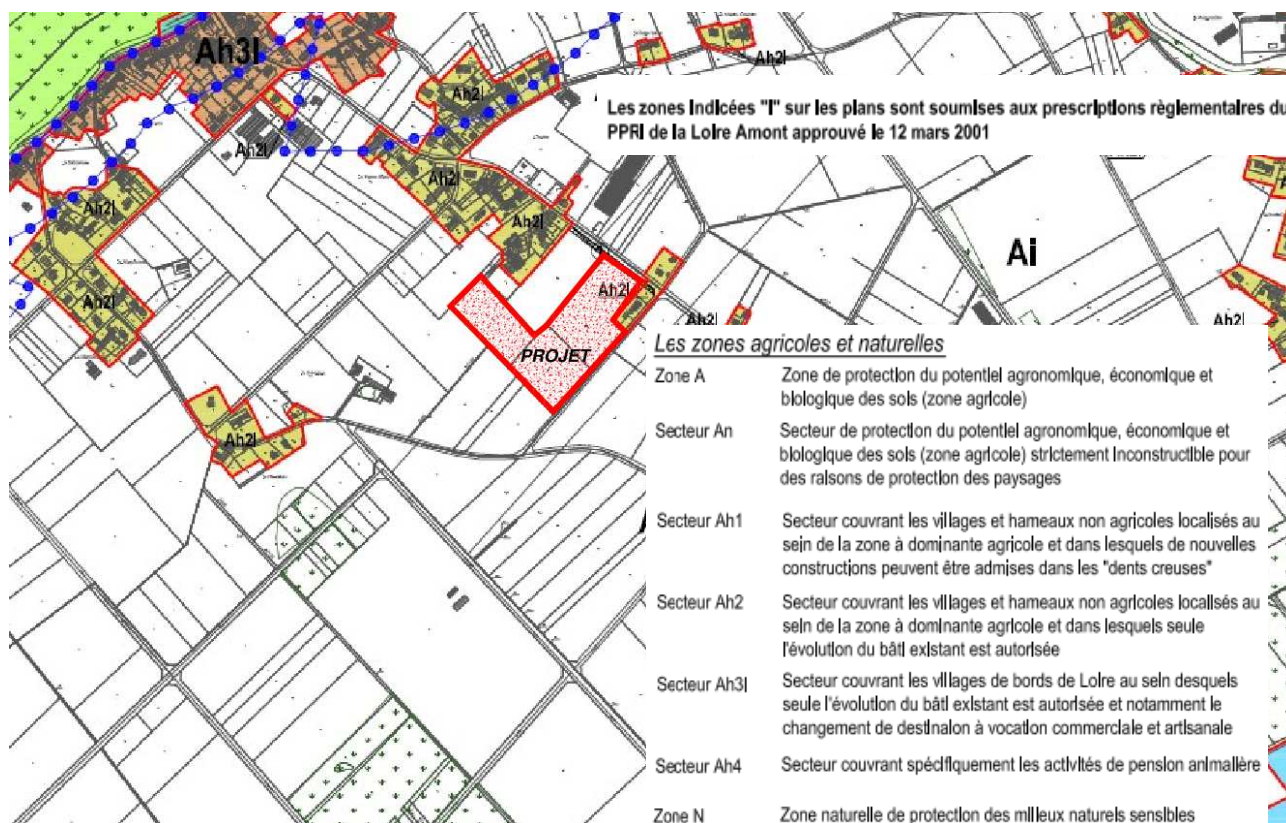 Ah3l
Ah2l
Ah2l
Les zones indicées "i" sur les plans sont soumises aux prescriptions règlementaires du
PPRI de la Loire Amont approuvé le 12 mars 2001
Ah2l
Ah2l
Ah2l
Ah2l
Ah2l
Ai
Ah2l
Ah2l
Ah2l
Ah2l
PROJET
Ah2l
Les zones agricoles et naturelles
Zone A Zone de protection du potentiel agronomique, économique et
biologique des sols (zone agricole)
Secteur An Secteur de protection du potentiel agronomique, économique et
biologique des sols (zone agricole) strictement inconstructible pour
des raisons de protection des paysages
Secteur Ah1 Secteur couvrant les villages et hameaux non agricoles localisés au
sein de la zone à dominante agricole et dans lesquels de nouvelles
constructions peuvent être admises dans les "dents creuses"
Secteur Ah2 Secteur couvrant les villages et hameaux non agricoles localisés au
sein de la zone à dominante agricole et dans lesquels seule
l'évolution du bâti existant est autorisée
Secteur Ah3i Secteur couvrant les villages de bords de Loire au sein desquels
seule l'évolution du bâti existant est autorisée et notamment le
changement de destinaion à vocation commerciale et artisanale
Secteur Ah4 Secteur couvrant spécifiquement les activités de pension animalière
Zone N Zone naturelle de protection des milieux naturels sensibles